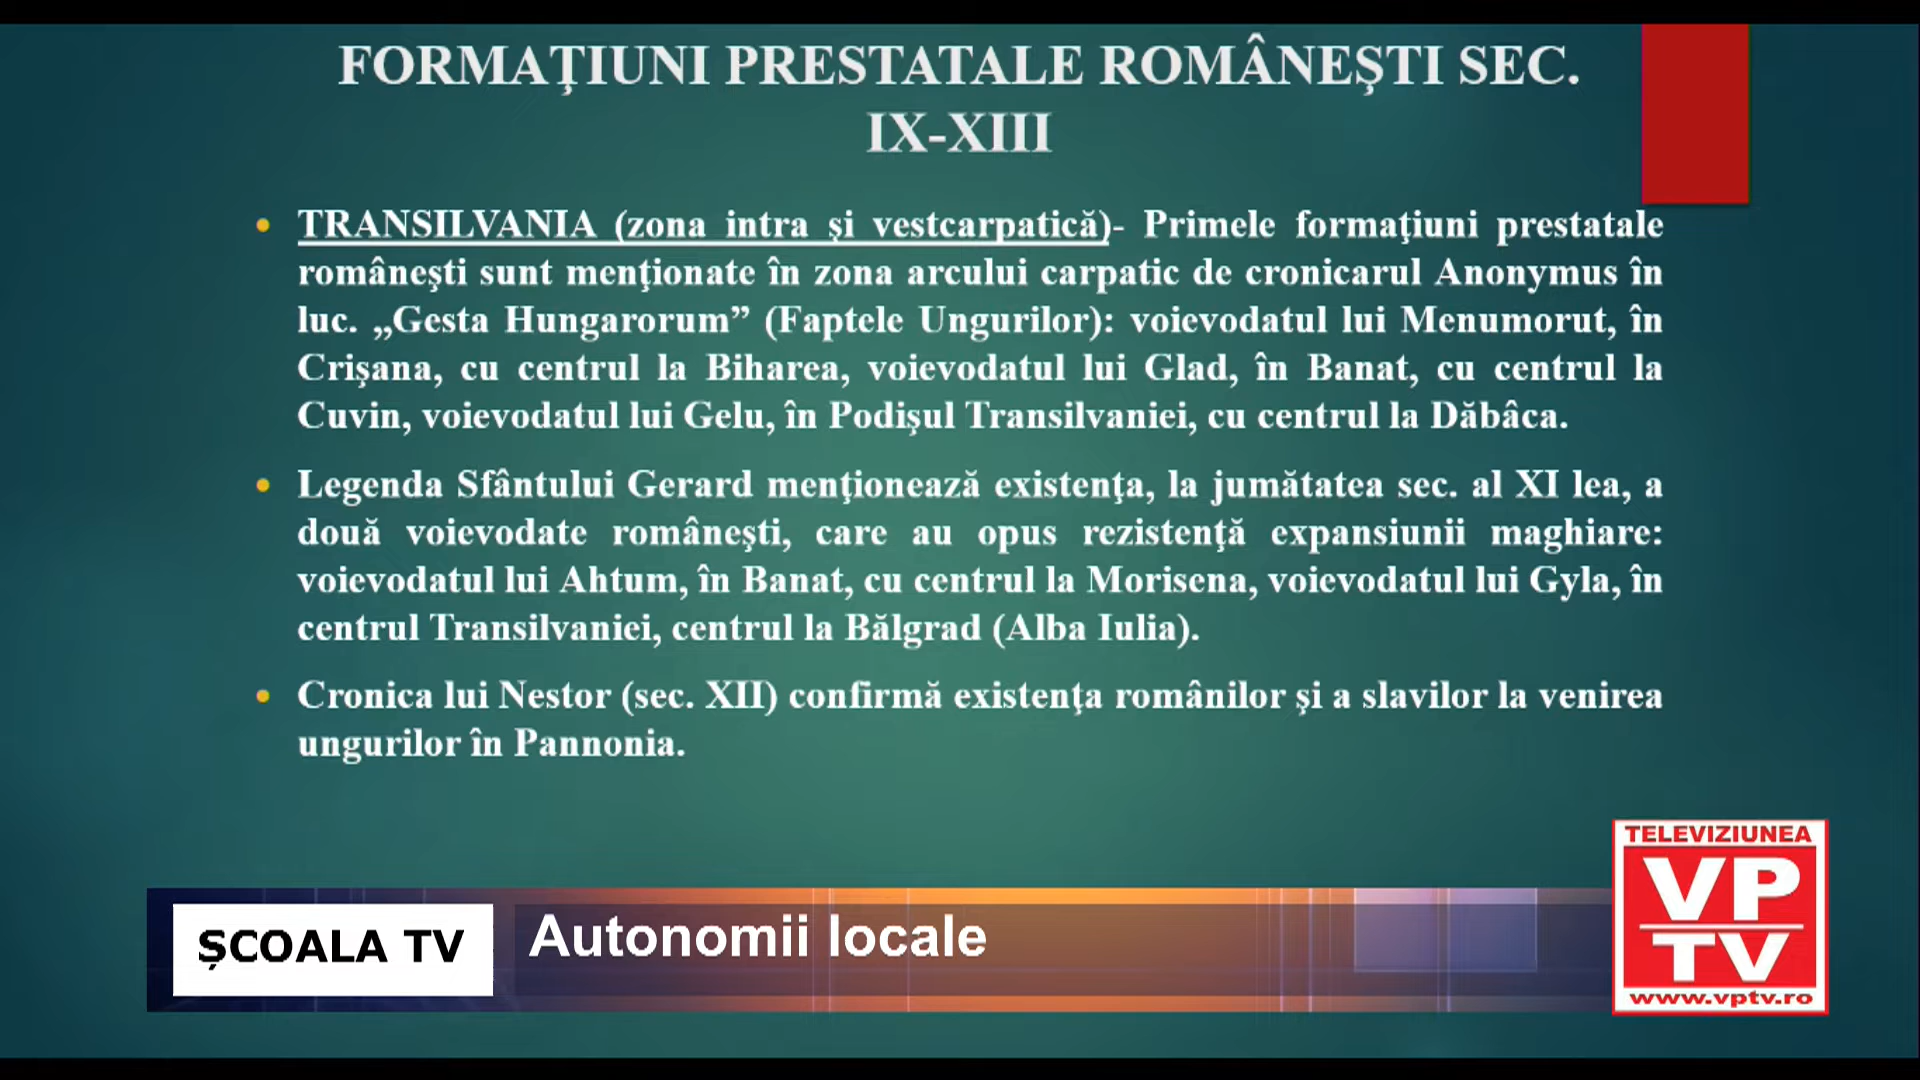 FORMAŢIUNI PRESTATALE ROMÂNEŞTI SEC.
IX-XIII
• TRANSILVANIA (zona intra şi vestcarpatică)- Primele formaţiuni prestatale
româneşti sunt menţionate în zona arcului carpatic de cronicarul Anonymus în
luc. „Gesta Hungarorum” (Faptele Ungurilor): voievodatul lui Menumorut, în
Crişana, cu centrul la Biharea, voievodatul lui Glad, în Banat, cu centrul la
Cuvin, voievodatul lui Gelu, în Podişul Transilvaniei, cu centrul la Dăbâca.
• Legenda Sfântului Gerard menţionează existenţa, la jumătatea sec. al XI lea, a
două voievodate româneşti, care au opus rezistenţă expansiunii maghiare:
voievodatul lui Ahtum, în Banat, cu centrul la Morisena, voievodatul lui Gyla, în
centrul Transilvaniei, centrul la Bălgrad (Alba Iulia).
• Cronica lui Nestor (sec. XII) confirmă existenţa românilor şi a slavilor la venirea
ungurilor în Pannonia.
ȘCOALA TV
Autonomii locale
TELEVIZIUNEA
VP
TV
www.vptv.ro